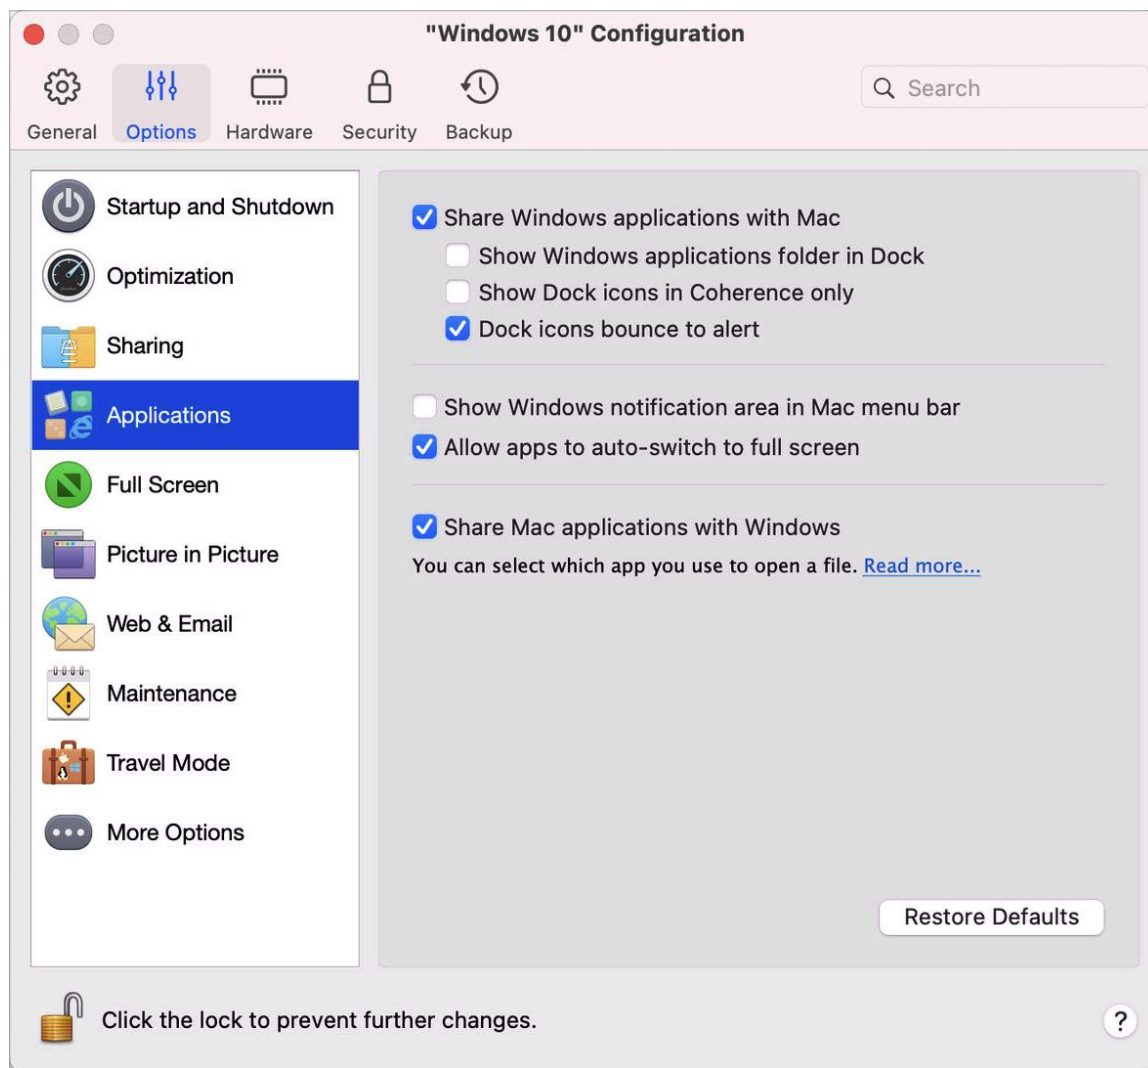 "Windows 10" Configuration
General
Options
Hardware
Security
Backup
Search
Startup and Shutdown
Optimization
Sharing
Applications
Full Screen
Picture in Picture
Web & Email
Maintenance
Travel Mode
More Options
Share Windows applications with Mac
Show Windows applications folder in Dock
Show Dock icons in Coherence only
Dock icons bounce to alert
Show Windows notification area in Mac menu bar
Allow apps to auto-switch to full screen
Share Mac applications with Windows
You can select which app you use to open a file. Read more...
Restore Defaults
Click the lock to prevent further changes.
?